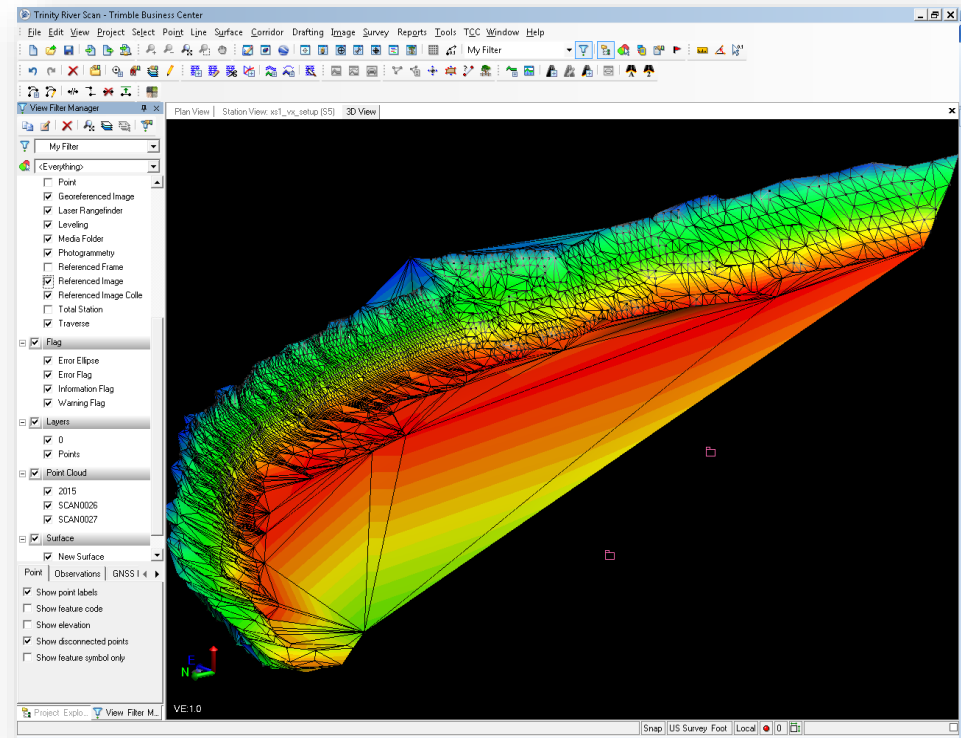 Trinity River Scan - Trimble Business Center
File Edit View Project Select Point Line Surface Corridor Drafting Image Survey Reports Tools TCC Window Help
My Filter
View Filter Manager
Plan View Station View: xs1_vx_setup (S5) 3D View
My Filter
<Everything>
Point
Georeferenced Image
Laser Rangefinder
Leveling
Media Folder
Photogrammetry
Referenced Frame
Referenced Image
Referenced Image Colle
Total Station
Traverse
Flag
Error Ellipse
Error Flag
Information Flag
Warning Flag
Layers
0
Points
Point Cloud
2015
SCAN0026
SCAN0027
Surface
New Surface
Point Observations GNSS I
Show point labels
Show feature code
Show elevation
Show disconnected points
Show feature symbol only
E
N
VE:1.0
Project Explo... View Filter M...
Snap US Survey Foot Local 0